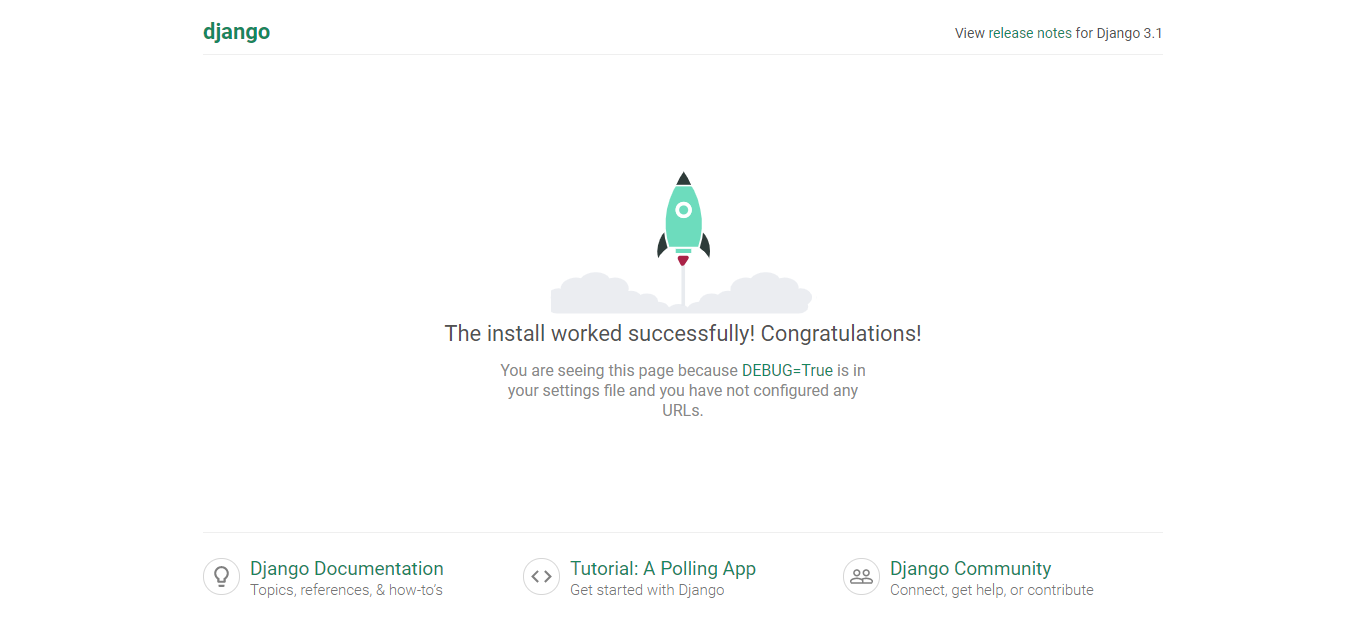 django
View release notes for Django 3.1
The install worked successfully! Congratulations!
You are seeing this page because DEBUG=True is in
your settings file and you have not configured any
URLs.
Django Documentation
Topics, references, & how-to's
Tutorial: A Polling App
Get started with Django
Django Community
Connect, get help, or contribute